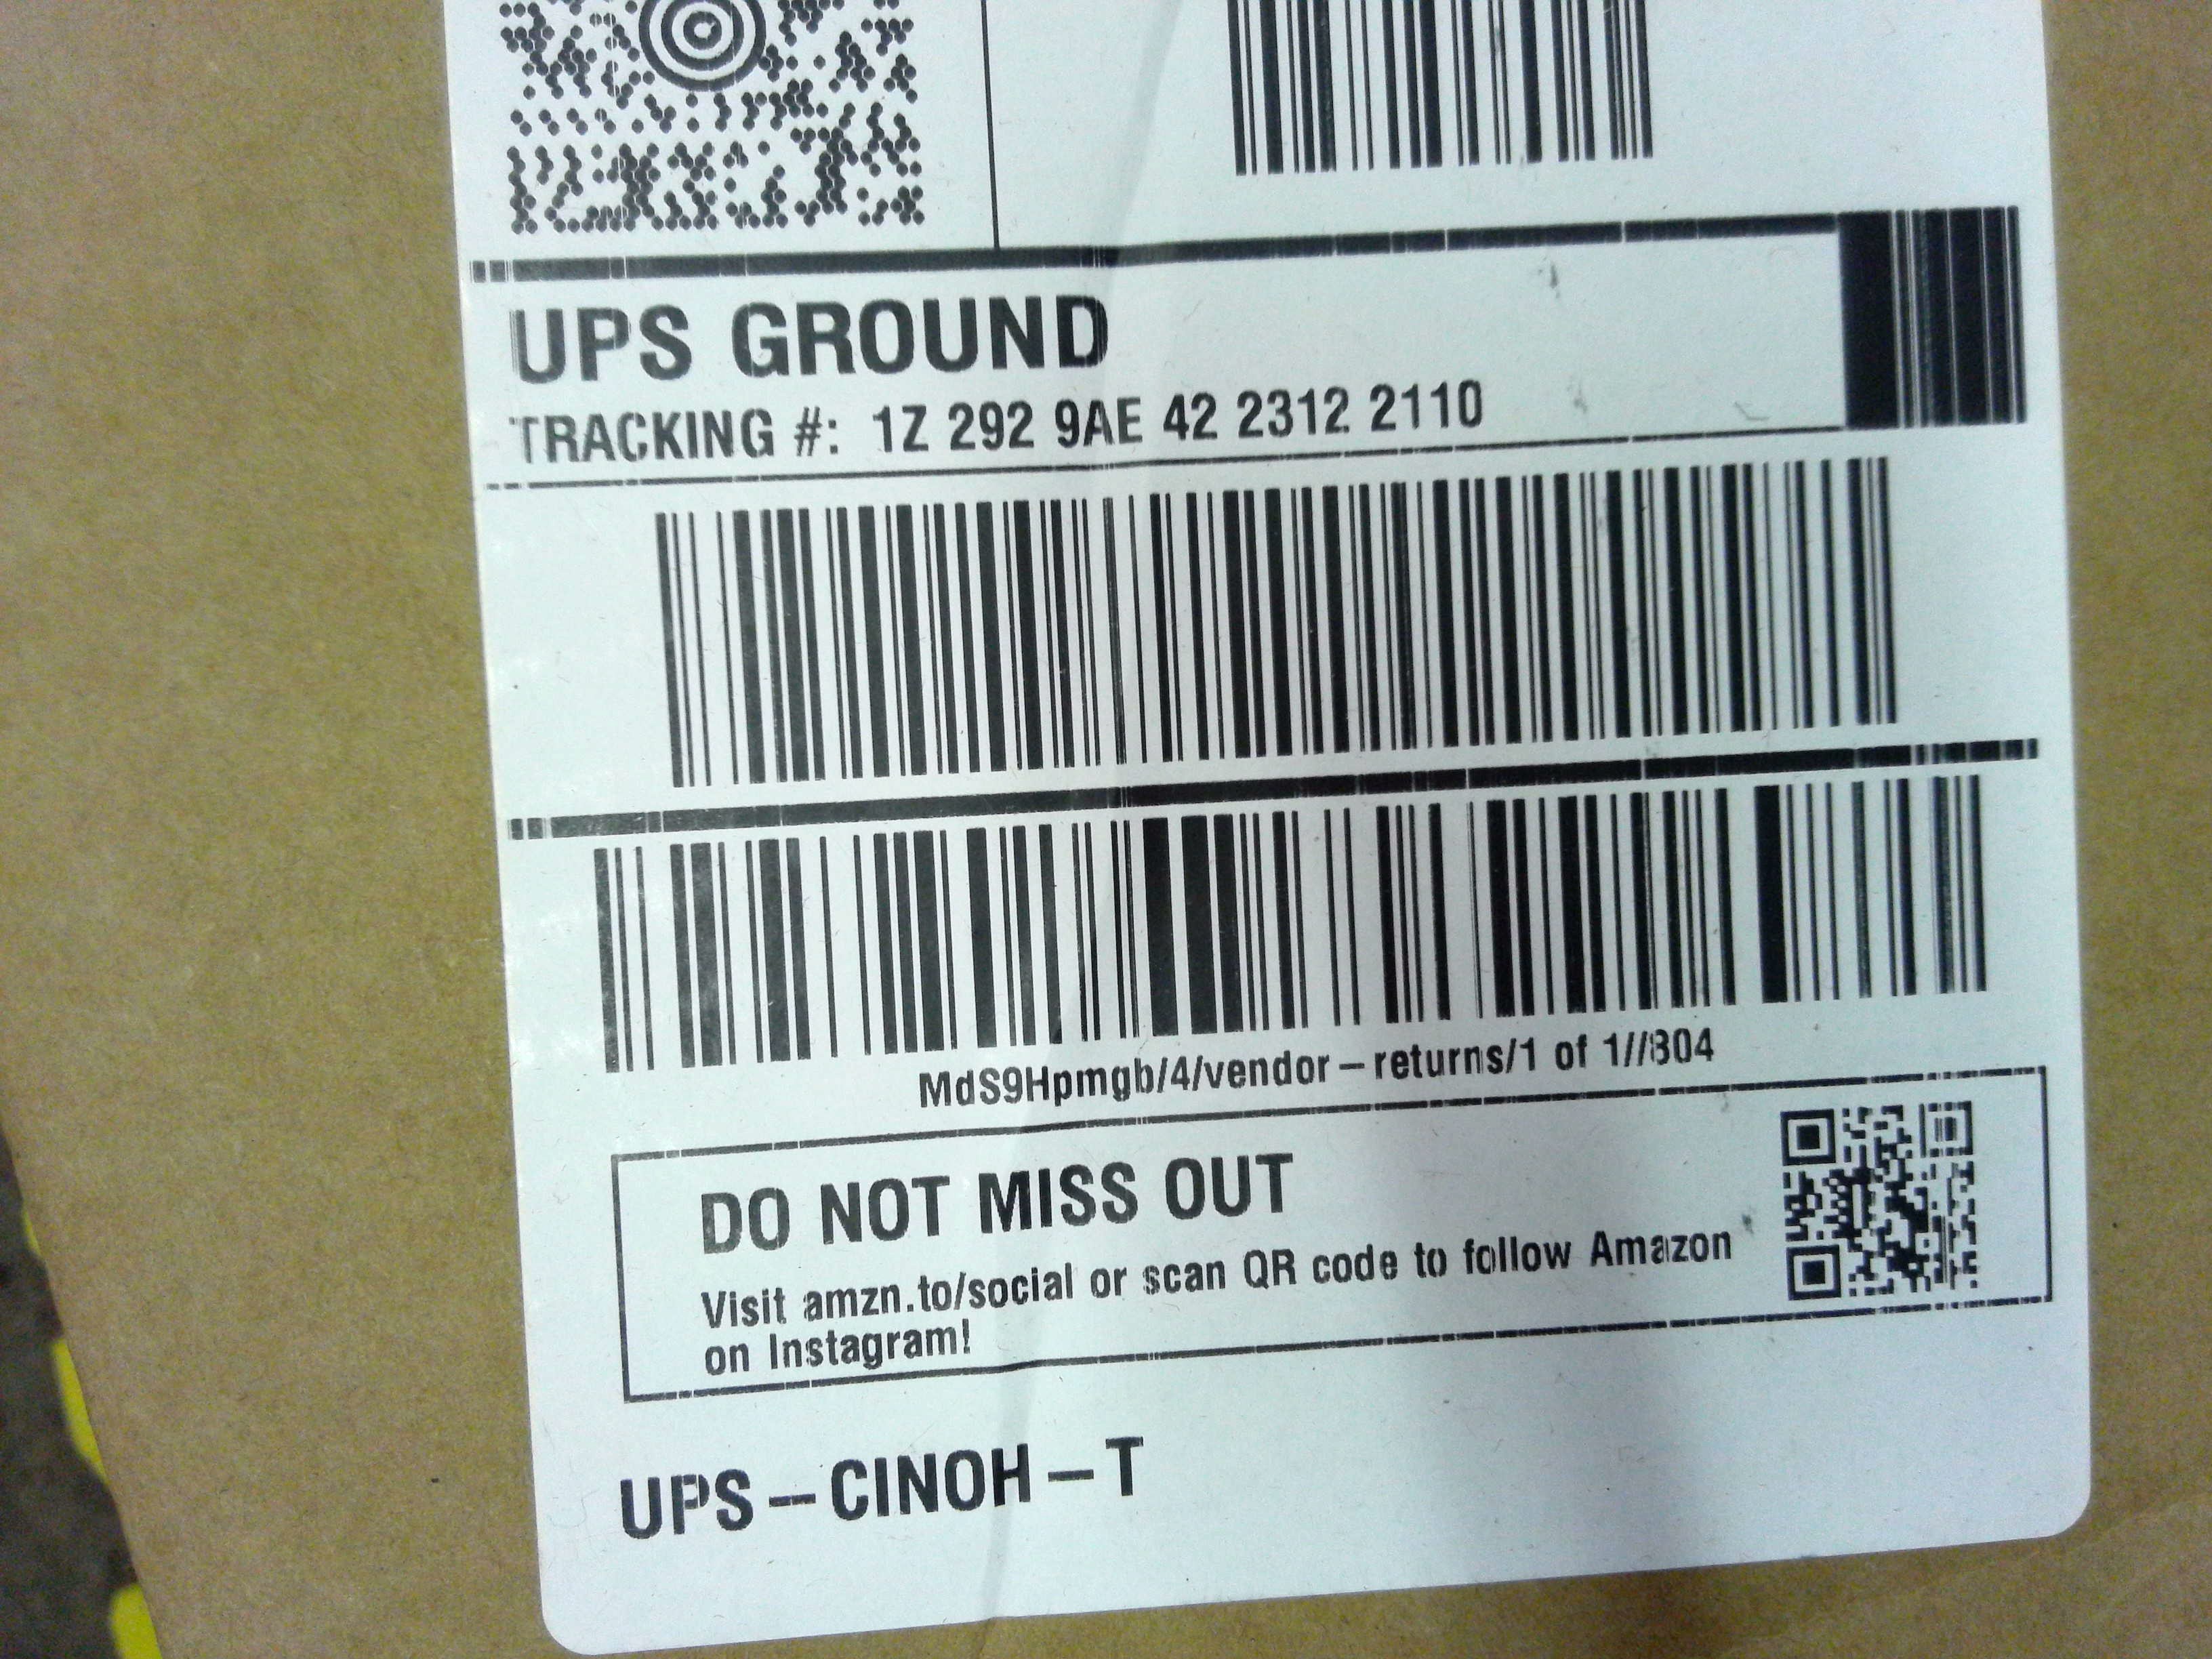 UPS GROUND
TRACKING #: 1Z 292 9AE 42 2312 2110
MdS9Hpmgb/4/vendor-returns/1 of 1//804
DO NOT MISS OUT
Visit amzn.to/social or scan QR code to follow Amazon
on Instagram!
UPS-CINOH-T